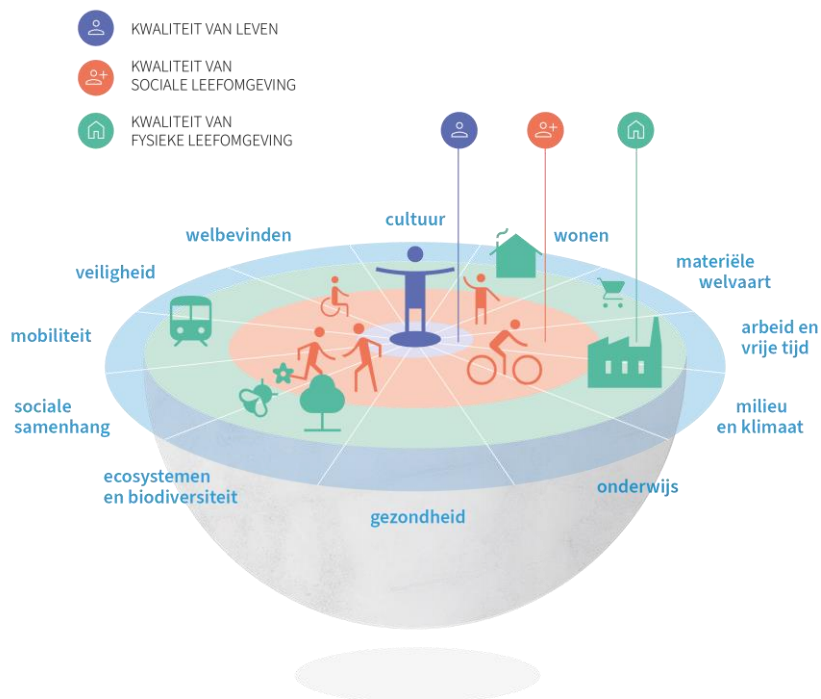 KWALITEIT VAN LEVEN
KWALITEIT VAN
SOCIALE LEEFOMGEVING
KWALITEIT VAN
FYSIEKE LEEFOMGEVING
cultuur
welbevinden
wonen
veiligheid
materiële
welvaart
mobiliteit
arbeid en
vrije tijd
sociale
samenhang
milieu
en klimaat
ecosystemen
en biodiversiteit
onderwijs
gezondheid